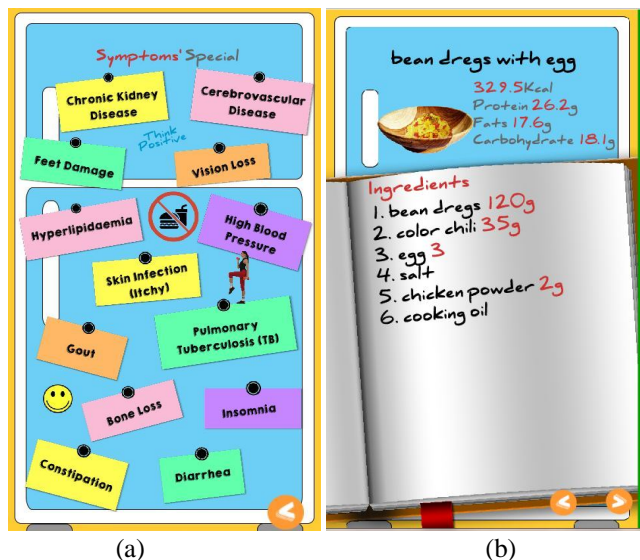 Symptoms' Special
Chronic Kidney
Disease
Cerebrovascular
Disease
Think
Positive
Feet Damage
Vision Loss
Hyperlipidaemia
High Blood
Pressure
Skin Infection
(Itchy)
Pulmonary
Tuberculosis (TB)
Gout
Bone Loss
Insomnia
Constipation
Diarrhea
(a)
bean dregs with egg
329.5Kcal
Protein 26.2g
Fats 17.6g
Carbohydrate 18.1g
Ingredients
1. bean dregs 120g
2. color chili 35g
3. egg 3
4. salt
5. chicken powder 2g
6. cooking oil
(b)